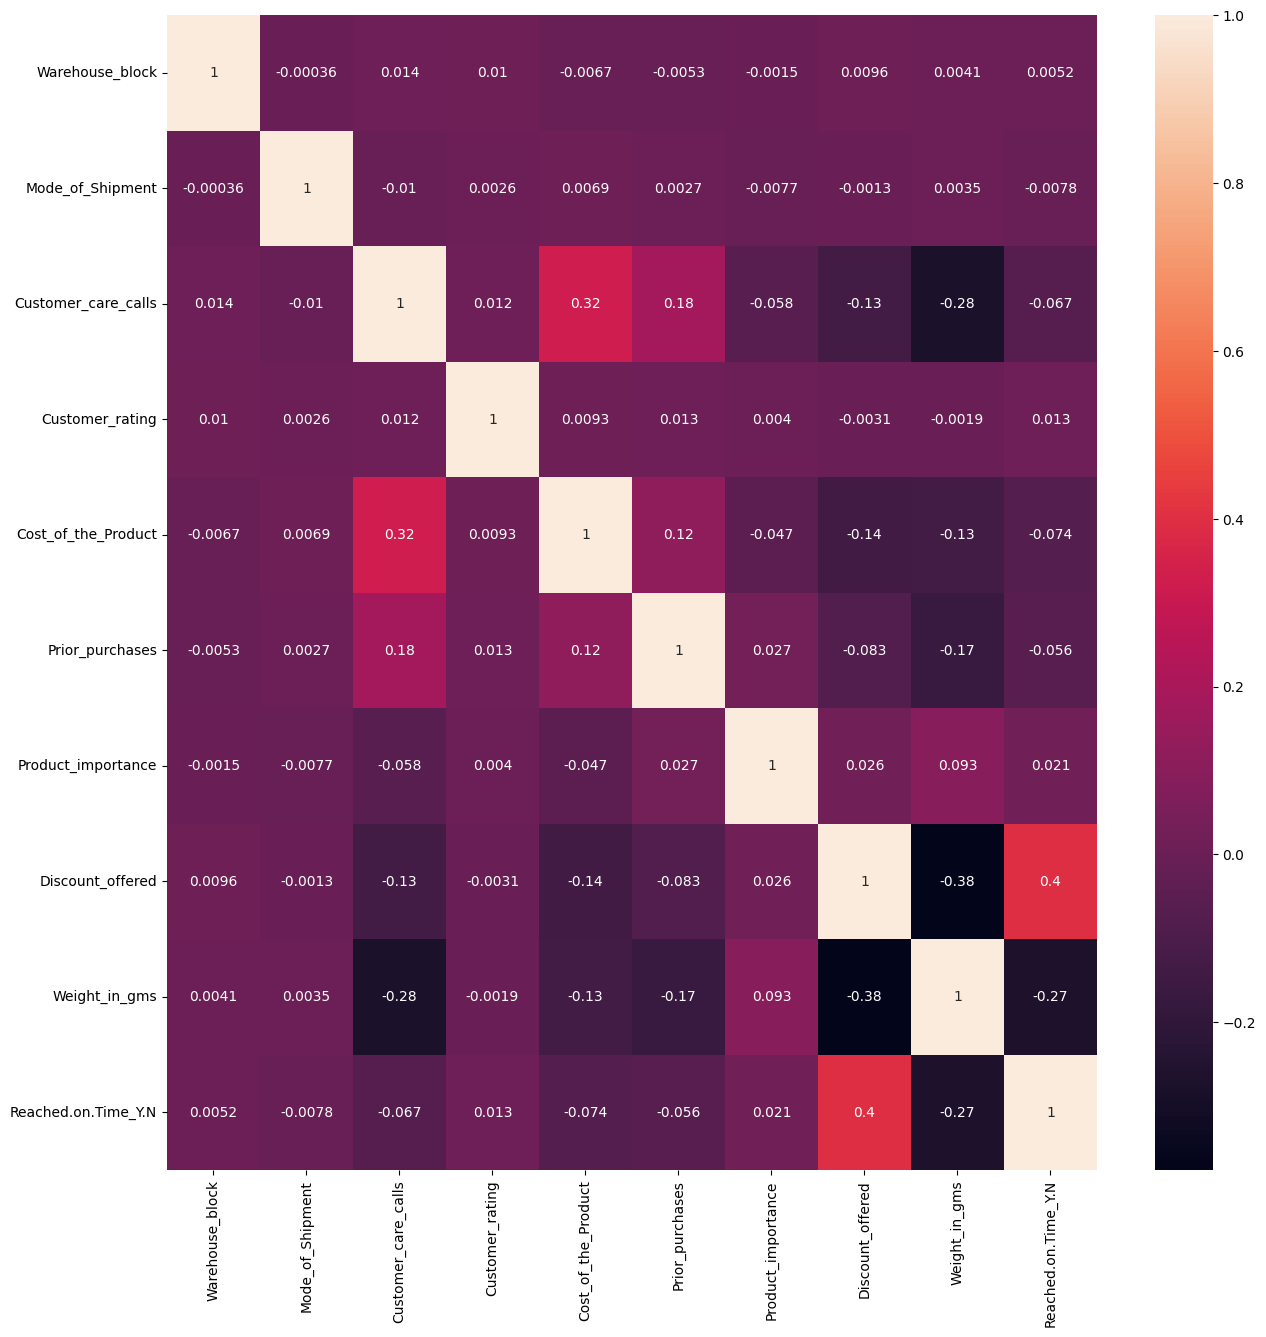 Warehouse_block 1 -0.00036 0.014 0.01 -0.0067 -0.0053 -0.0015 0.0096 0.0041 0.0052
Mode_of_Shipment -0.00036 1 -0.01 0.0026 0.0069 0.0027 -0.0077 -0.0013 0.0035 -0.0078
Customer_care_calls 0.014 -0.01 1 0.012 0.32 0.18 -0.058 -0.13 -0.28 -0.067
Customer_rating 0.01 0.0026 0.012 1 0.0093 0.013 0.004 -0.0031 -0.0019 0.013
Cost_of_the_Product -0.0067 0.0069 0.32 0.0093 1 0.12 -0.047 -0.14 -0.13 -0.074
Prior_purchases -0.0053 0.0027 0.18 0.013 0.12 1 0.027 -0.083 -0.17 -0.056
Product_importance -0.0015 -0.0077 -0.058 0.004 -0.047 0.027 1 0.026 0.093 0.021
Discount_offered 0.0096 -0.0013 -0.13 -0.0031 -0.14 -0.083 0.026 1 -0.38 0.4
Weight_in_gms 0.0041 0.0035 -0.28 -0.0019 -0.13 -0.17 0.093 -0.38 1 -0.27
Reached.on.Time_Y.N 0.0052 -0.0078 -0.067 0.013 -0.074 -0.056 0.021 0.4 -0.27 1
Warehouse_block
Mode_of_Shipment
Customer_care_calls
Customer_rating
Cost_of_the_Product
Prior_purchases
Product_importance
Discount_offered
Weight_in_gms
Reached.on.Time_Y.N
1.0
0.8
0.6
0.4
0.2
0.0
−0.2